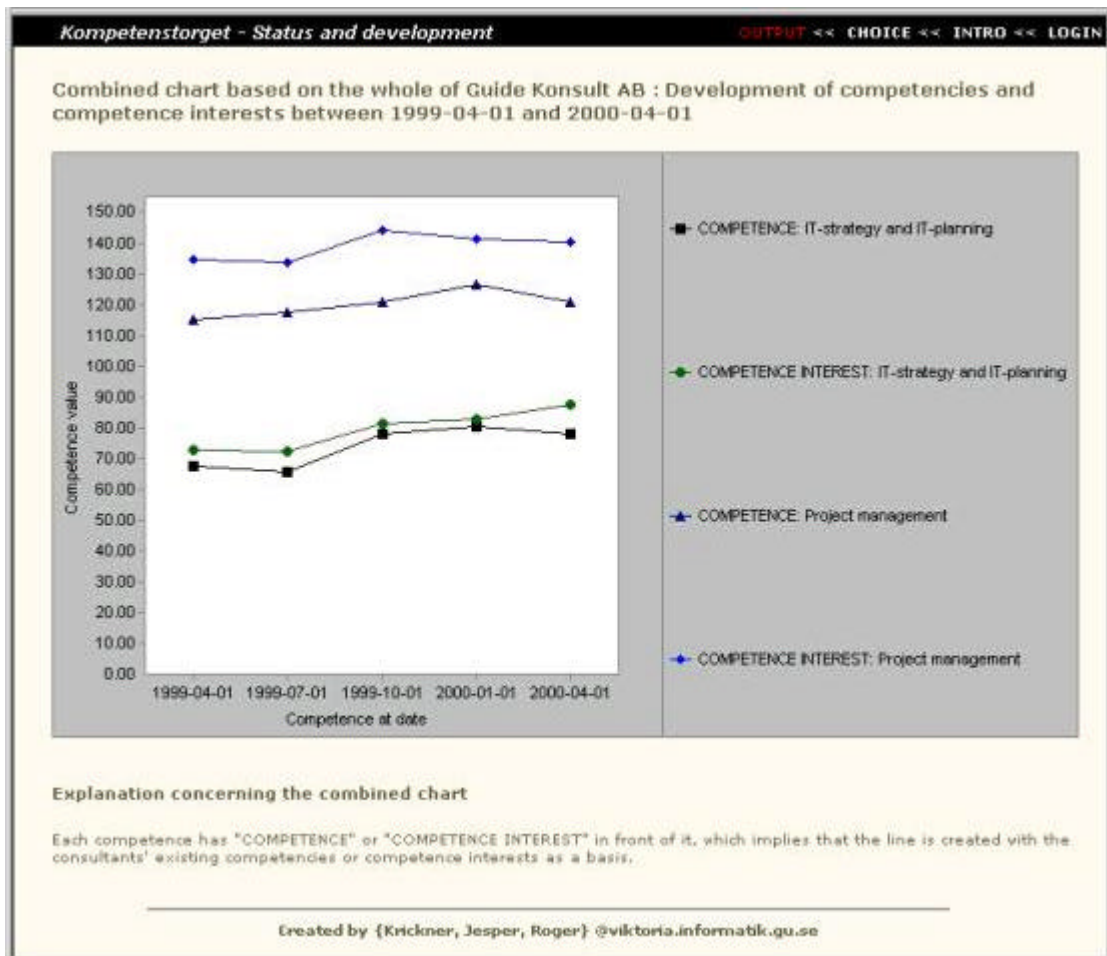 Kompetenstorget - Status and development
OUTPUT << CHOICE << INTRO << LOGIN
Combined chart based on the whole of Guide Konsult AB : Development of competencies and
competence interests between 1999-04-01 and 2000-04-01
150.00
140.00
130.00
120.00
110.00
100.00
90.00
80.00
70.00
60.00
50.00
40.00
30.00
20.00
10.00
0.00
Competence value
1999-04-01 1999-07-01 1999-10-01 2000-01-01 2000-04-01
Competence at date
COMPETENCE: IT-strategy and IT-planning
COMPETENCE INTEREST: IT-strategy and IT-planning
COMPETENCE: Project management
COMPETENCE INTEREST: Project management
Explanation concerning the combined chart
Each competence has "COMPETENCE" or "COMPETENCE INTEREST" in front of it, which implies that the line is created with the
consultants' existing competencies or competence interests as a basis.
Created by {Krickner, Jesper, Roger} @viktoria.informatik.gu.se